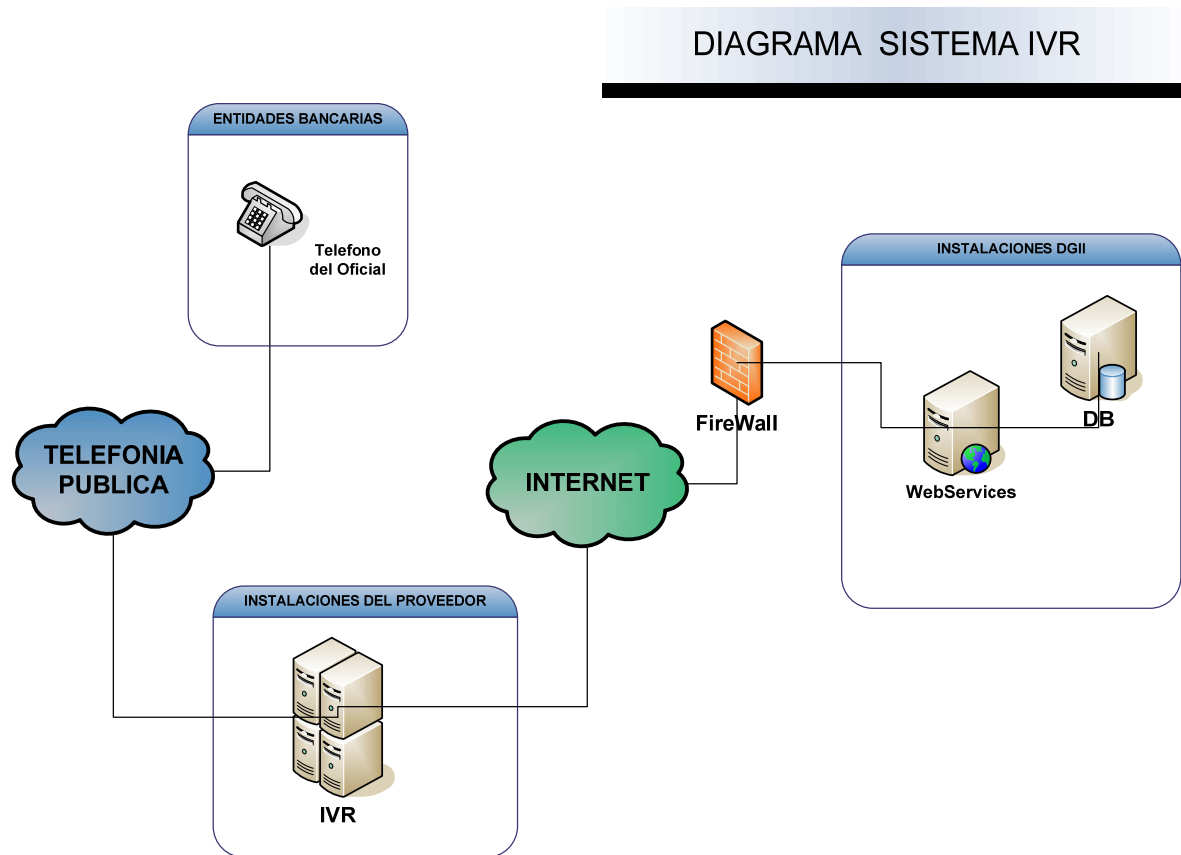 DIAGRAMA SISTEMA IVR
ENTIDADES BANCARIAS
Telefono
del Oficial
INSTALACIONES DGII
FireWall
DB
WebServices
TELEFONIA
PUBLICA
INTERNET
INSTALACIONES DEL PROVEEDOR
IVR